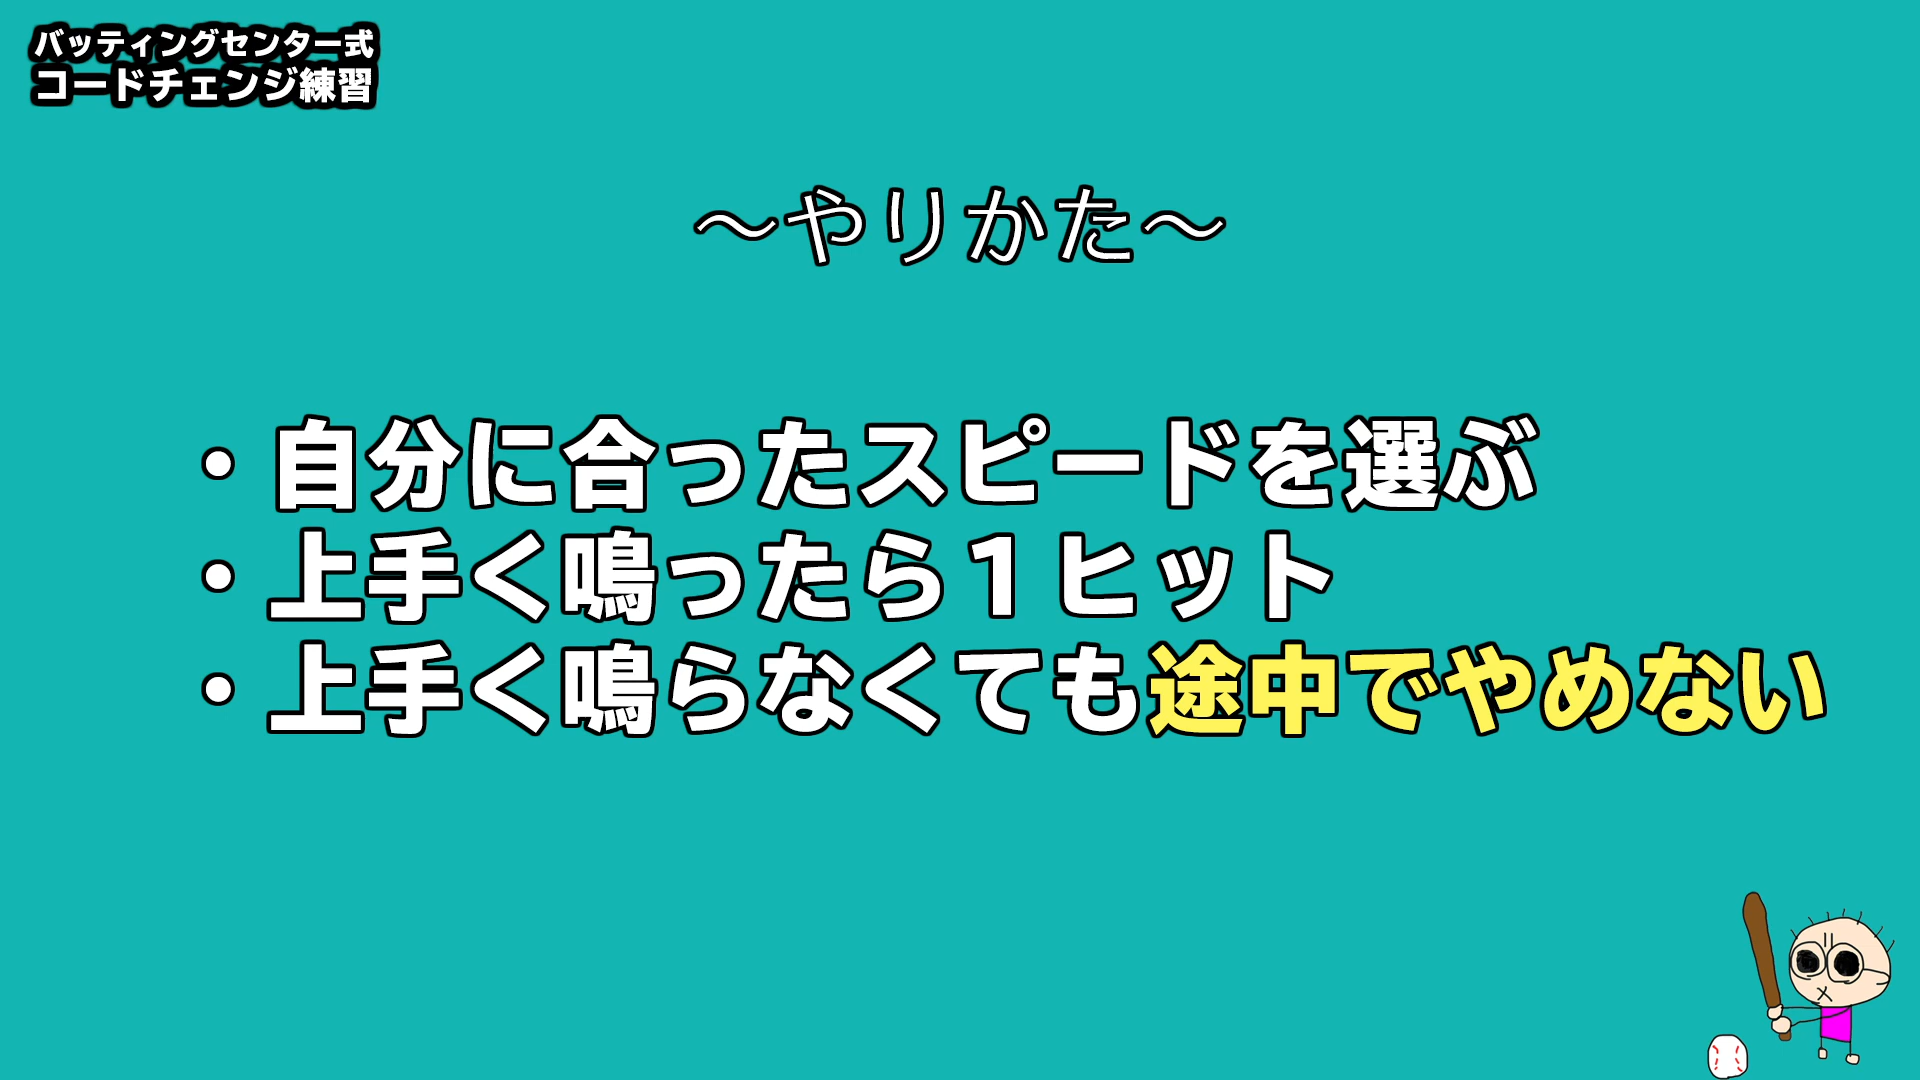 バッティングセンター式
コードチェンジ練習
～やりかた～
・自分に合ったスピードを選ぶ
・上手く鳴ったら１ヒット
・上手く鳴らなくても途中でやめない